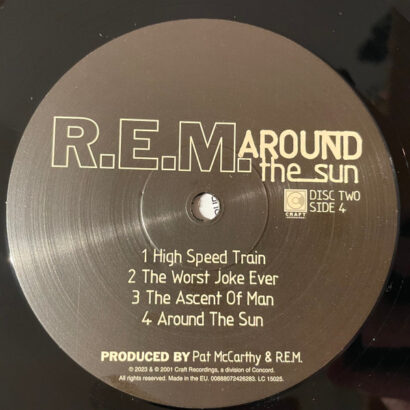 R.E.M. AROUND
the sun
C
CRAFT
RECORDINGS
DISC TWO
SIDE 4
1 High Speed Train
2 The Worst Joke Ever
3 The Ascent Of Man
4 Around The Sun
PRODUCED BY Pat McCarthy & R.E.M.
℗ 2023 & © 2001 Craft Recordings, a division of Concord.
All rights reserved. Made in the EU. 00888072426283. LC 15025.